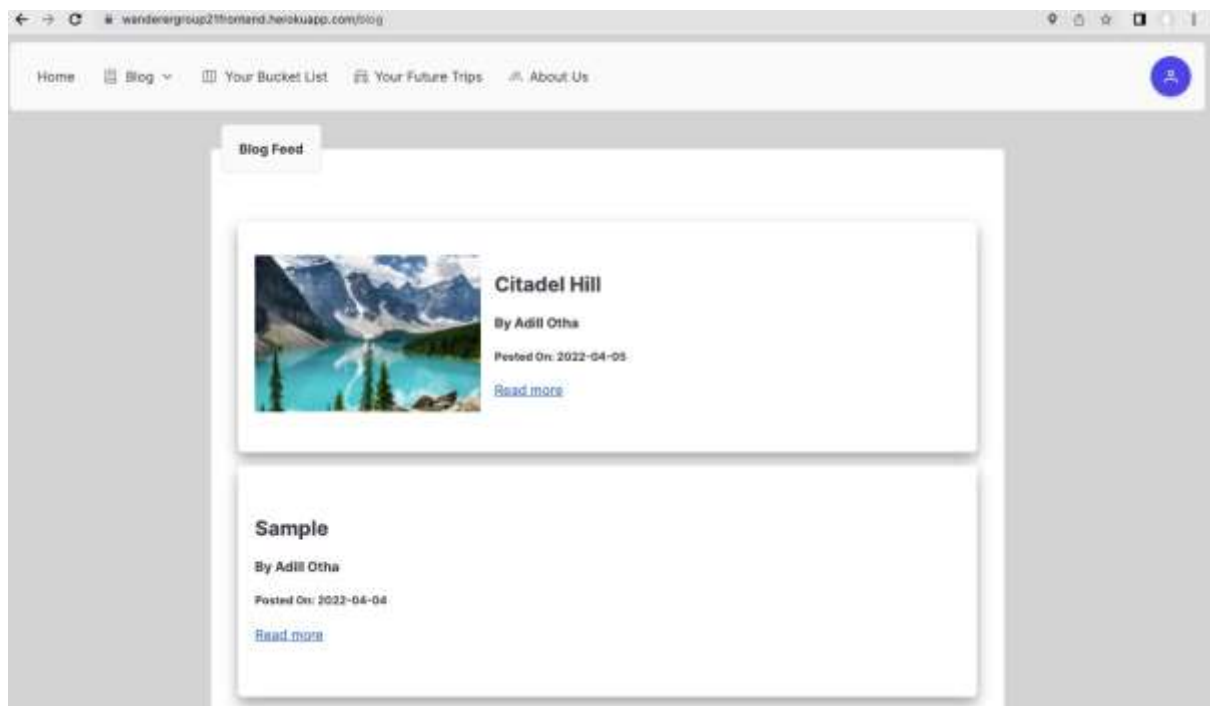 wanderergroup21frontend.herokuapp.com/blog
Home Blog Your Bucket List Your Future Trips About Us
Blog Feed
Citadel Hill
By Adill Otha
Posted On: 2022-04-05
Read more
Sample
By Adill Otha
Posted On: 2022-04-04
Read more